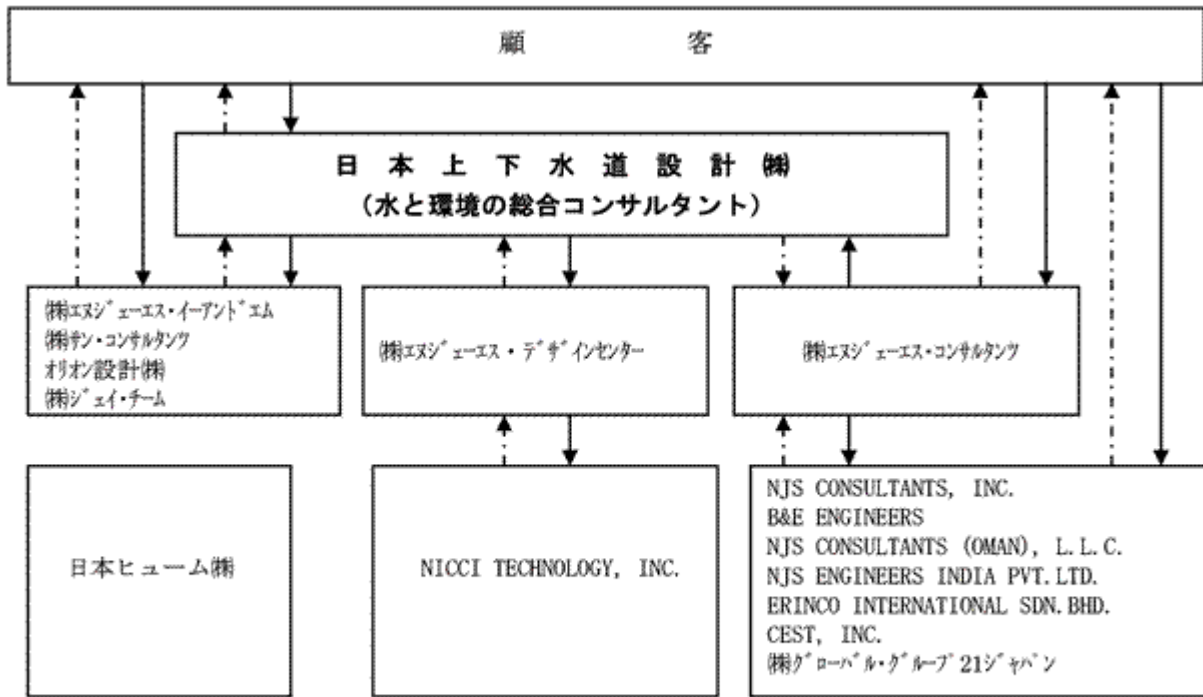 顧客
日本上下水道設計㈱
（水と環境の総合コンサルタント）
㈱ｴﾇｼﾞｪｰｴｽ・ｲｰｱﾝﾄﾞｴﾑ
㈱ｻﾝ・ｺﾝｻﾙﾀﾝﾂ
オリオン設計㈱
㈱ｼﾞｪｲ・ﾁｰﾑ
㈱ｴﾇｼﾞｪｰｴｽ・ﾃﾞｻﾞｲﾝｾﾝﾀｰ
㈱ｴﾇｼﾞｪｰｴｽ・ｺﾝｻﾙﾀﾝﾂ
日本ヒューム㈱
NICCI TECHNOLOGY, INC.
NJS CONSULTANTS, INC.
B&E ENGINEERS
NJS CONSULTANTS (OMAN), L.L.C.
NJS ENGINEERS INDIA PVT.LTD.
ERINCO INTERNATIONAL SDN.BHD.
CEST, INC.
㈱ｸﾞﾛｰﾊﾞﾙ・ｸﾞﾙｰﾌﾟ21ｼﾞｬﾊﾟﾝ